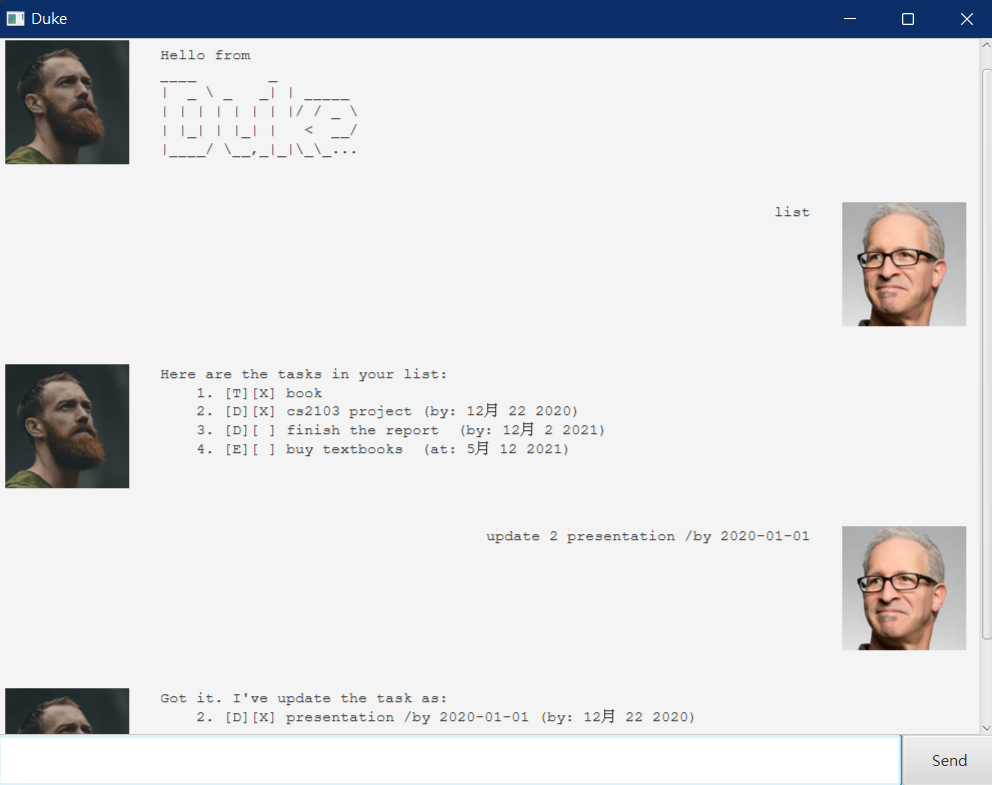 Duke
Hello from
 ____        _
|  _ \ _   _| | _____
| | | | | | | |/ / _ \
| |_| | |_| |   <  __/
|____/ \__,_|_|\_\_...
list
Here are the tasks in your list:
    1. [T][X] book
    2. [D][X] cs2103 project (by: 12月 22 2020)
    3. [D][ ] finish the report  (by: 12月 2 2021)
    4. [E][ ] buy textbooks  (at: 5月 12 2021)
update 2 presentation /by 2020-01-01
Got it. I've update the task as:
    2. [D][X] presentation /by 2020-01-01 (by: 12月 22 2020)
Send